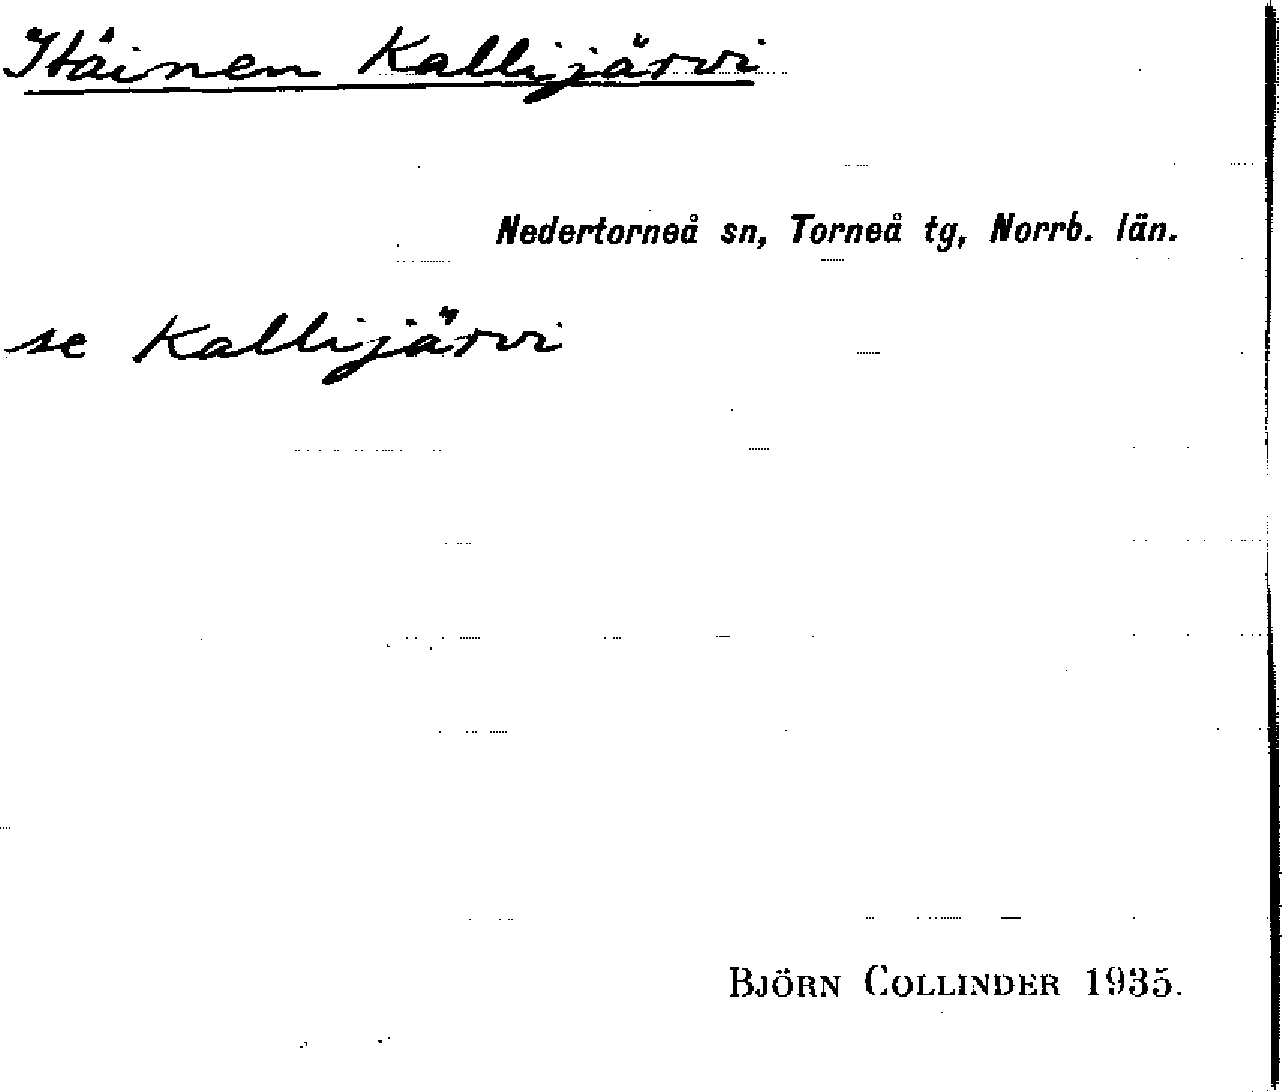 Itäinen Kallijärvi
Nedertorneå sn, Torneå tg, Norrb. län.
se Kallijärvi
BJÖRN COLLINDER 1935.